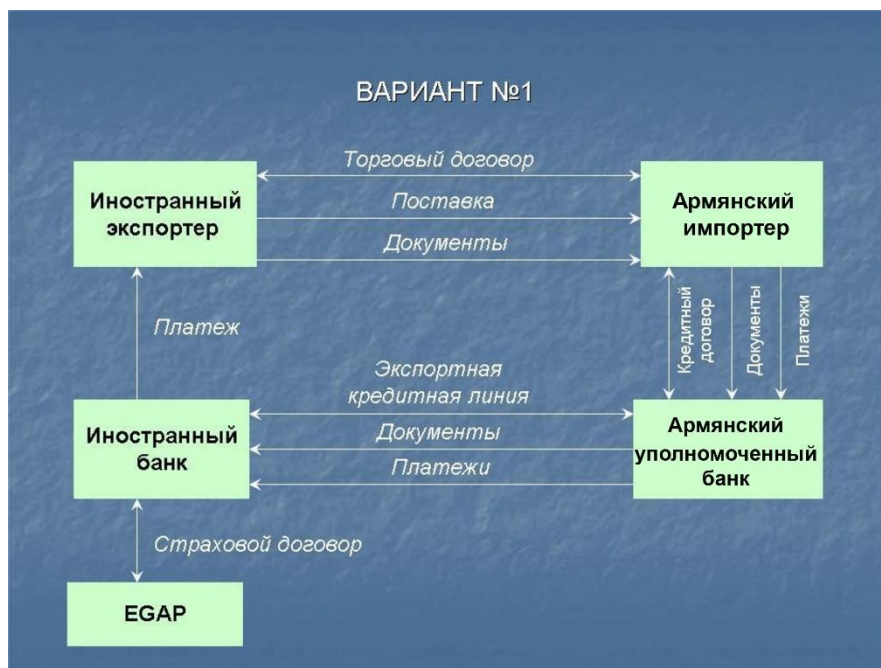 ВАРИАНТ №1
Торговый договор
Иностранный
экспортер
Поставка
Армянский
импортер
Документы
Платеж
Кредитный
договор
Документы
Платежи
Экспортная
кредитная линия
Иностранный
банк
Документы
Платежи
Армянский
уполномоченный
банк
Страховой договор
EGAP